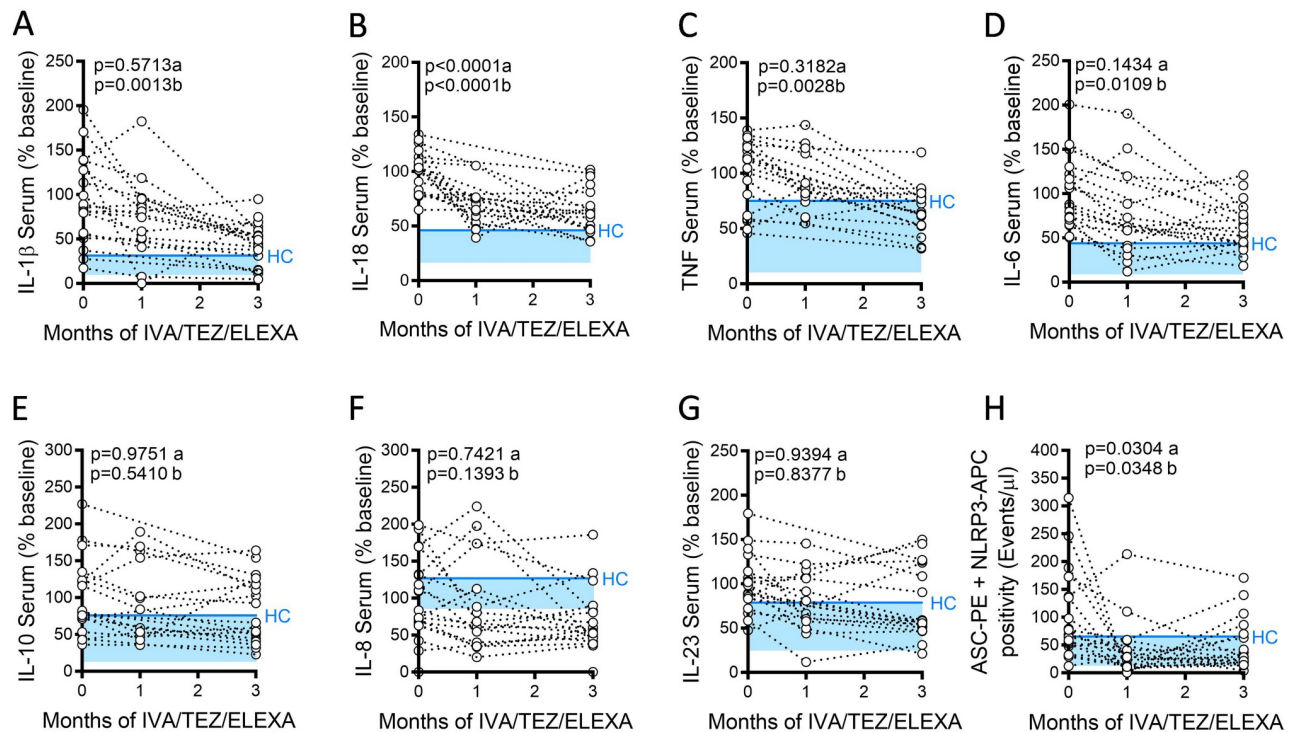 A
IL-1β Serum (% baseline)
250
200
150
100
50
0
p=0.5713a
p=0.0013b
HC
0 1 2 3
Months of IVA/TEZ/ELEXA
B
IL-18 Serum (% baseline)
200
150
100
50
0
p<0.0001a
p<0.0001b
HC
0 1 2 3
Months of IVA/TEZ/ELEXA
C
TNF Serum (% baseline)
200
150
100
50
0
p=0.3182a
p=0.0028b
HC
0 1 2 3
Months of IVA/TEZ/ELEXA
D
IL-6 Serum (% baseline)
250
200
150
100
50
0
p=0.1434 a
p=0.0109 b
HC
0 1 2 3
Months of IVA/TEZ/ELEXA
E
IL-10 Serum (% baseline)
300
250
200
150
100
50
0
p=0.9751 a
p=0.5410 b
HC
0 1 2 3
Months of IVA/TEZ/ELEXA
F
IL-8 Serum (% baseline)
300
250
200
150
100
50
0
p=0.7421 a
p=0.1393 b
HC
0 1 2 3
Months of IVA/TEZ/ELEXA
G
IL-23 Serum (% baseline)
250
200
150
100
50
0
p=0.9394 a
p=0.8377 b
HC
0 1 2 3
Months of IVA/TEZ/ELEXA
H
ASC-PE + NLRP3-APC
positivity (Events/µl)
400
350
300
250
200
150
100
50
0
p=0.0304 a
p=0.0348 b
HC
0 1 2 3
Months of IVA/TEZ/ELEXA